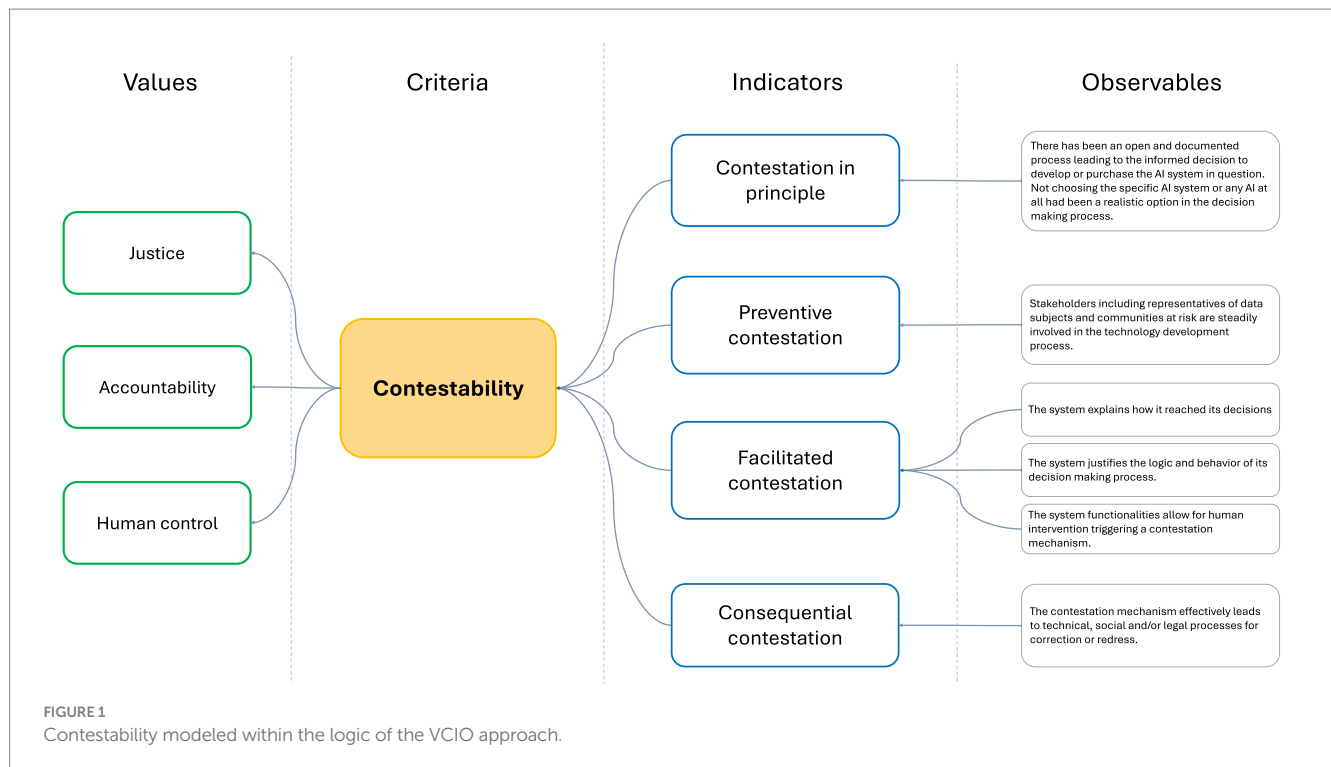 Values
Criteria
Indicators
Observables
Justice
Accountability
Human control
Contestability
Contestation in
principle
Preventive
contestation
Facilitated
contestation
Consequential
contestation
There has been an open and documented
process leading to the informed decision to
develop or purchase the AI system in question.
Not choosing the specific AI system or any AI at
all had been a realistic option in the decision
making process.
Stakeholders including representatives of data
subjects and communities at risk are steadily
involved in the technology development
process.
The system explains how it reached its decisions
The system justifies the logic and behavior of its
decision making process.
The system functionalities allow for human
intervention triggering a contestation
mechanism.
The contestation mechanism effectively leads
to technical, social and/or legal processes for
correction or redress.
FIGURE 1
Contestability modeled within the logic of the VCIO approach.